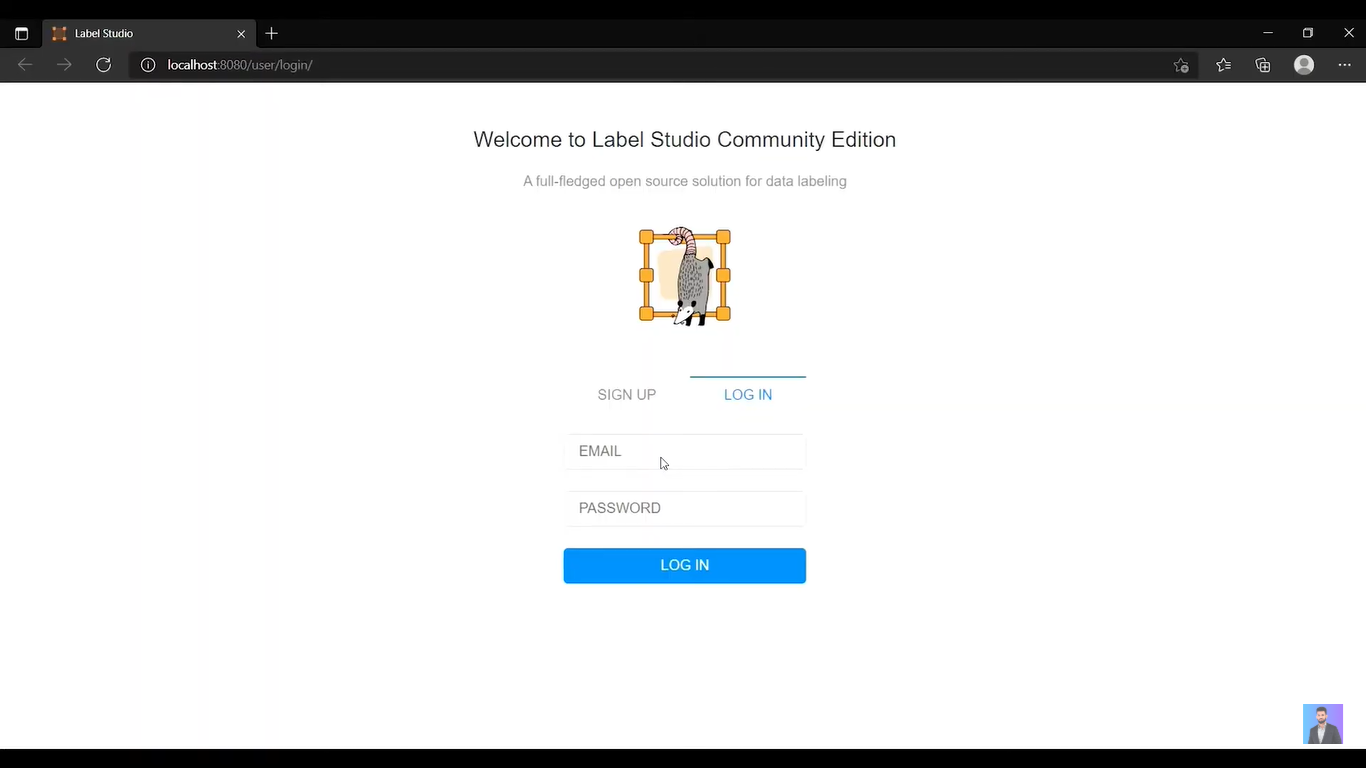 Label Studio
localhost:8080/user/login/
Welcome to Label Studio Community Edition
A full-fledged open source solution for data labeling
SIGN UP
LOG IN
EMAIL
PASSWORD
LOG IN